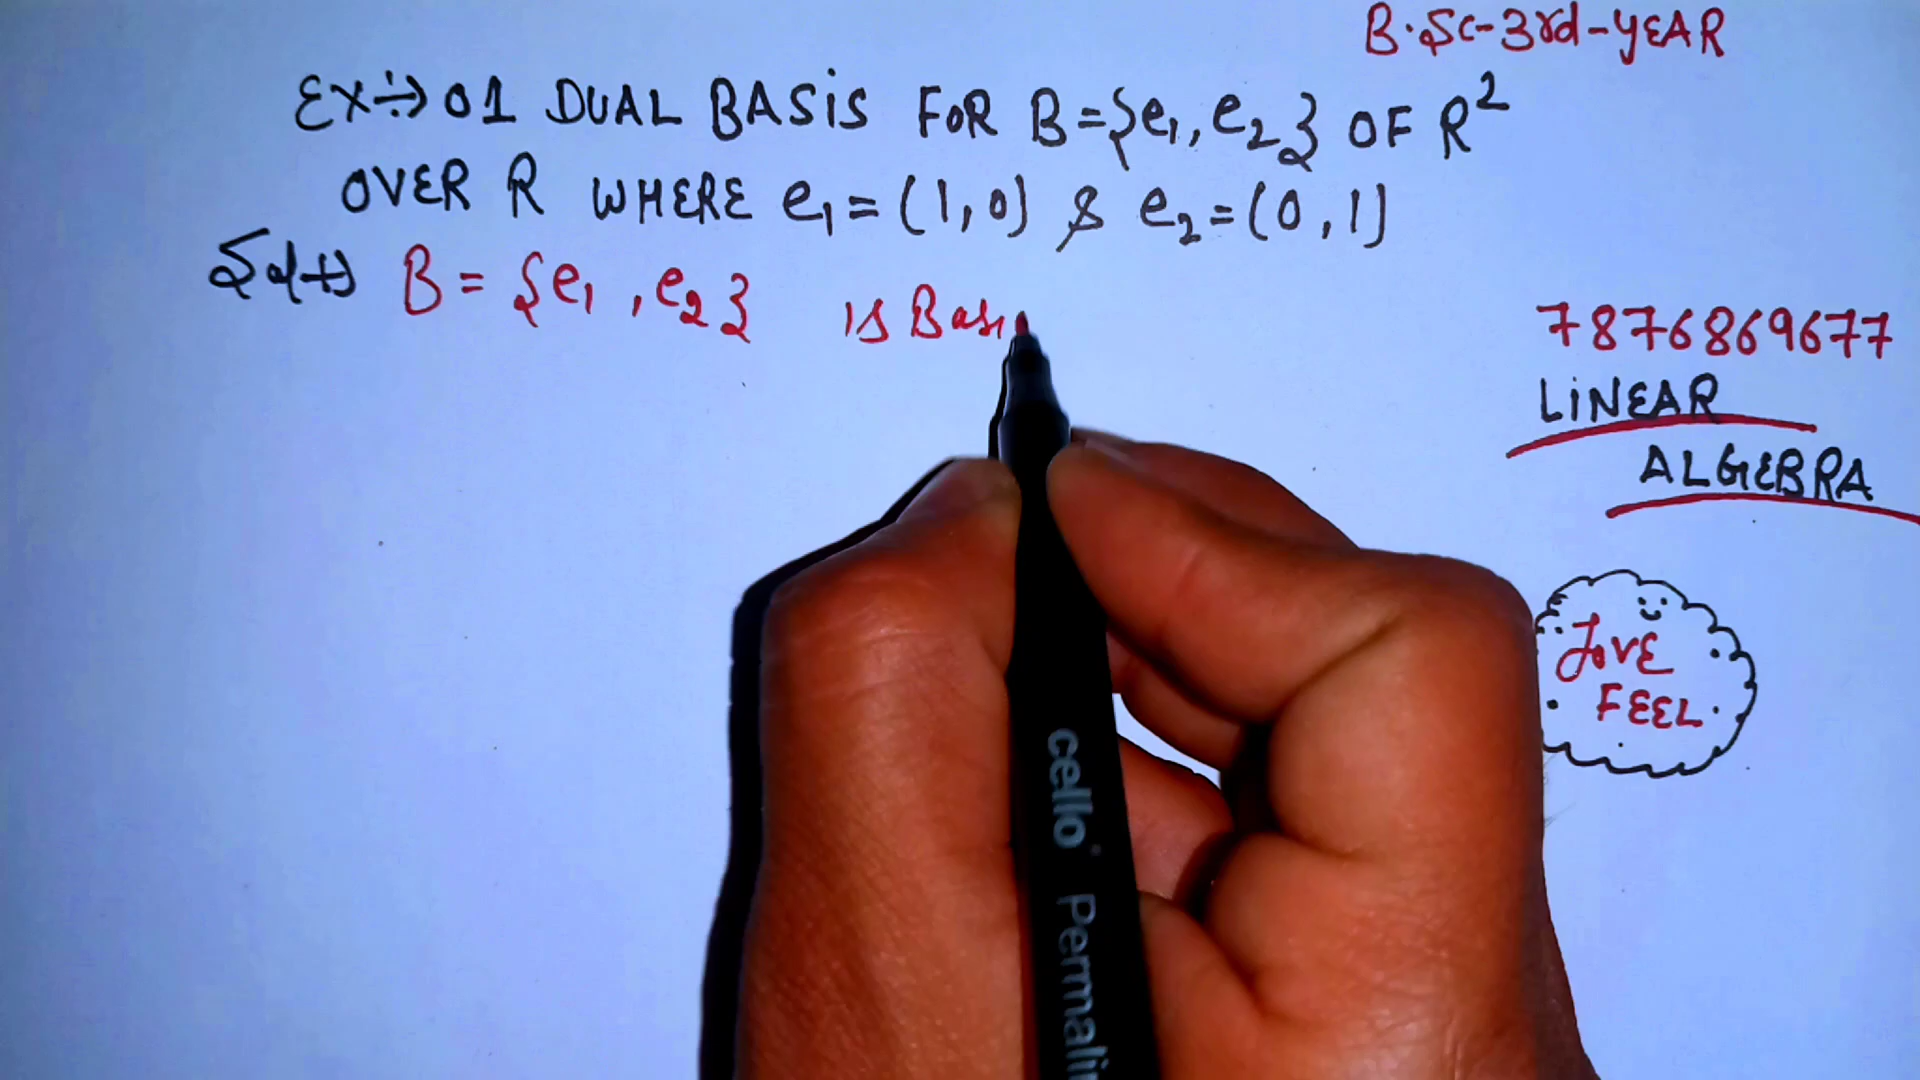 B.Sc-3rd-YEAR
EX:→ 01 DUAL BASIS FOR B={e₁, e₂} OF R²
OVER R WHERE e₁=(1,0) & e₂=(0,1)
Sol→ B = {e₁, e₂} is Basi
7876869677
LINEAR
ALGEBRA
LOVE
FEEL
cello Permali